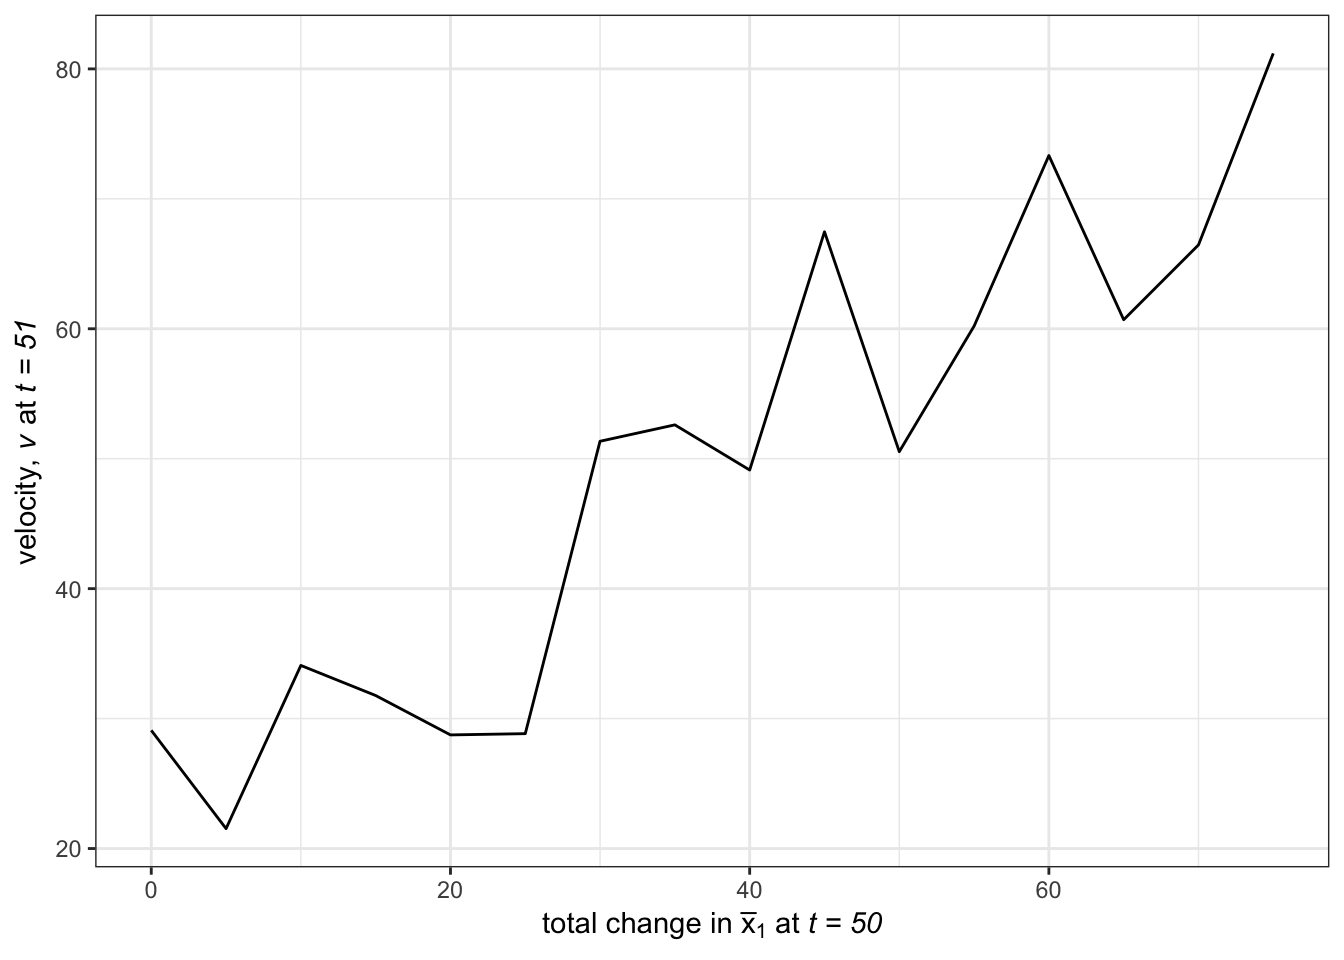 80
60
40
20
velocity, v at t = 51
0 20 40 60
total change in x̅₁ at t = 50